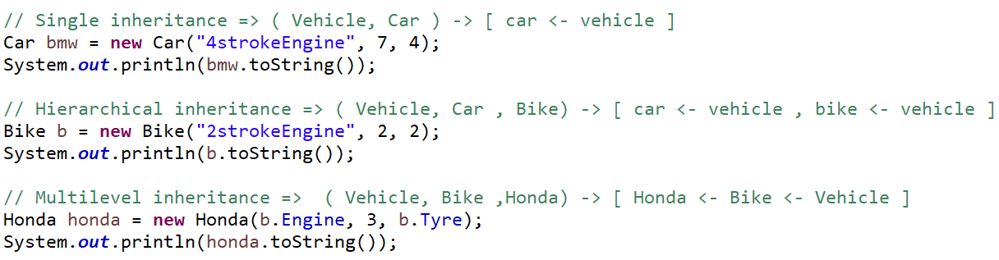 // Single inheritance => ( Vehicle, Car ) -> [ car <- vehicle ]
Car bmw = new Car("4strokeEngine", 7, 4);
System.out.println(bmw.toString());
// Hierarchical inheritance => ( Vehicle, Car , Bike) -> [ car <- vehicle , bike <- vehicle ]
Bike b = new Bike("2strokeEngine", 2, 2);
System.out.println(b.toString());
// Multilevel inheritance =>  ( Vehicle, Bike ,Honda) -> [ Honda <- Bike <- Vehicle ]
Honda honda = new Honda(b.Engine, 3, b.Tyre);
System.out.println(honda.toString());